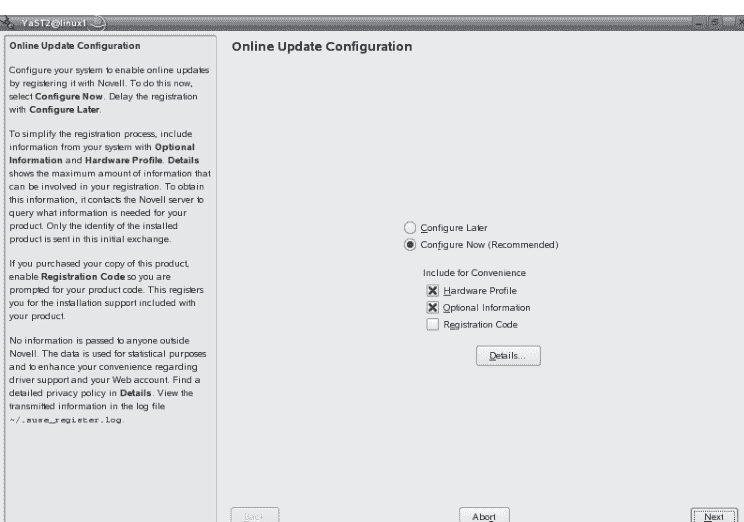 YaST2@linux1
Online Update Configuration
Configure your system to enable online updates
by registering it with Novell. To do this now,
select Configure Now. Delay the registration
with Configure Later.
To simplify the registration process, include
information from your system with Optional
Information and Hardware Profile. Details
shows the maximum amount of information that
can be involved in your registration. To obtain
this information, it contacts the Novell server to
query what information is needed for your
product. Only the identity of the installed
product is sent in this initial exchange.
If you purchased your copy of this product,
enable Registration Code so you are
prompted for your product code. This registers
you for the installation support included with
your product.
No information is passed to anyone outside
Novell. The data is used for statistical purposes
and to enhance your convenience regarding
driver support and your Web account. Find a
detailed privacy policy in Details. View the
transmitted information in the log file
~/.suse_register.log.
Online Update Configuration
Configure Later
Configure Now (Recommended)
Include for Convenience
Hardware Profile
Optional Information
Registration Code
Details...
Back
Abort
Next